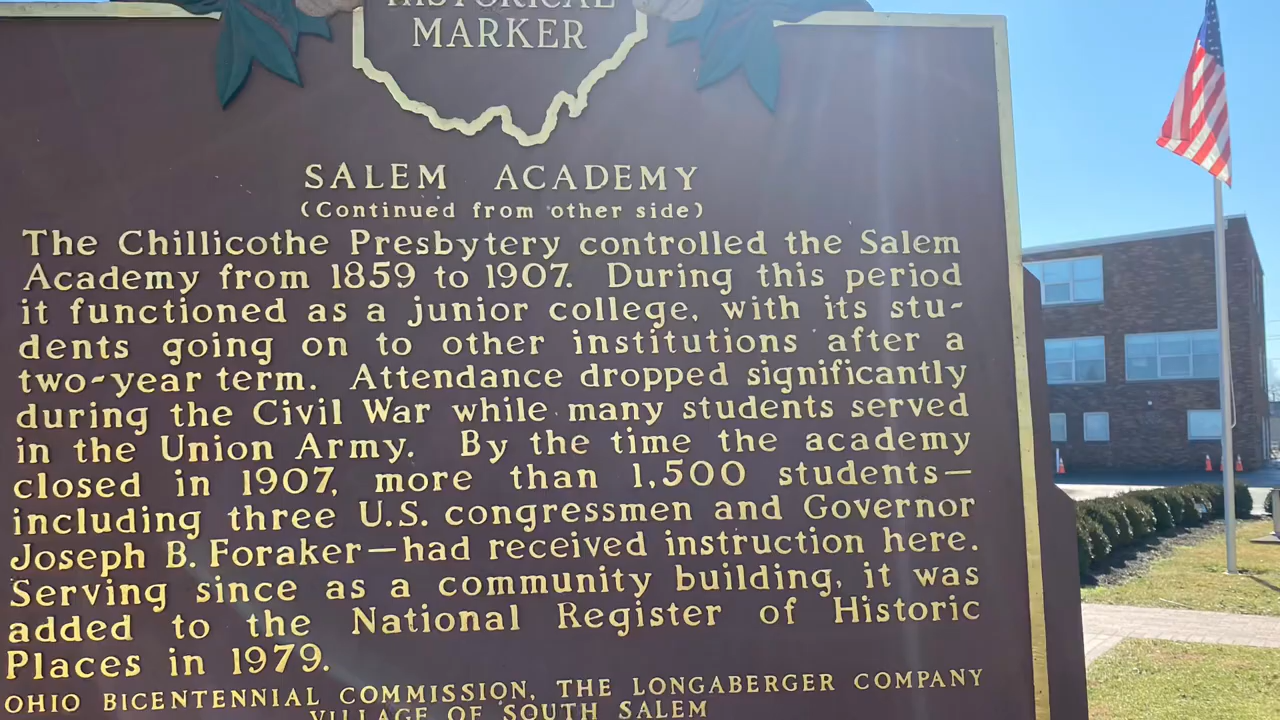 HISTORICAL
MARKER
SALEM ACADEMY
(Continued from other side)
The Chillicothe Presbytery controlled the Salem
Academy from 1859 to 1907. During this period
it functioned as a junior college, with its stu-
dents going on to other institutions after a
two-year term. Attendance dropped significantly
during the Civil War while many students served
in the Union Army. By the time the academy
closed in 1907, more than 1,500 students—
including three U.S. congressmen and Governor
Joseph B. Foraker—had received instruction here.
Serving since as a community building, it was
added to the National Register of Historic
Places in 1979.
OHIO BICENTENNIAL COMMISSION, THE LONGABERGER COMPANY
VILLAGE OF SOUTH SALEM